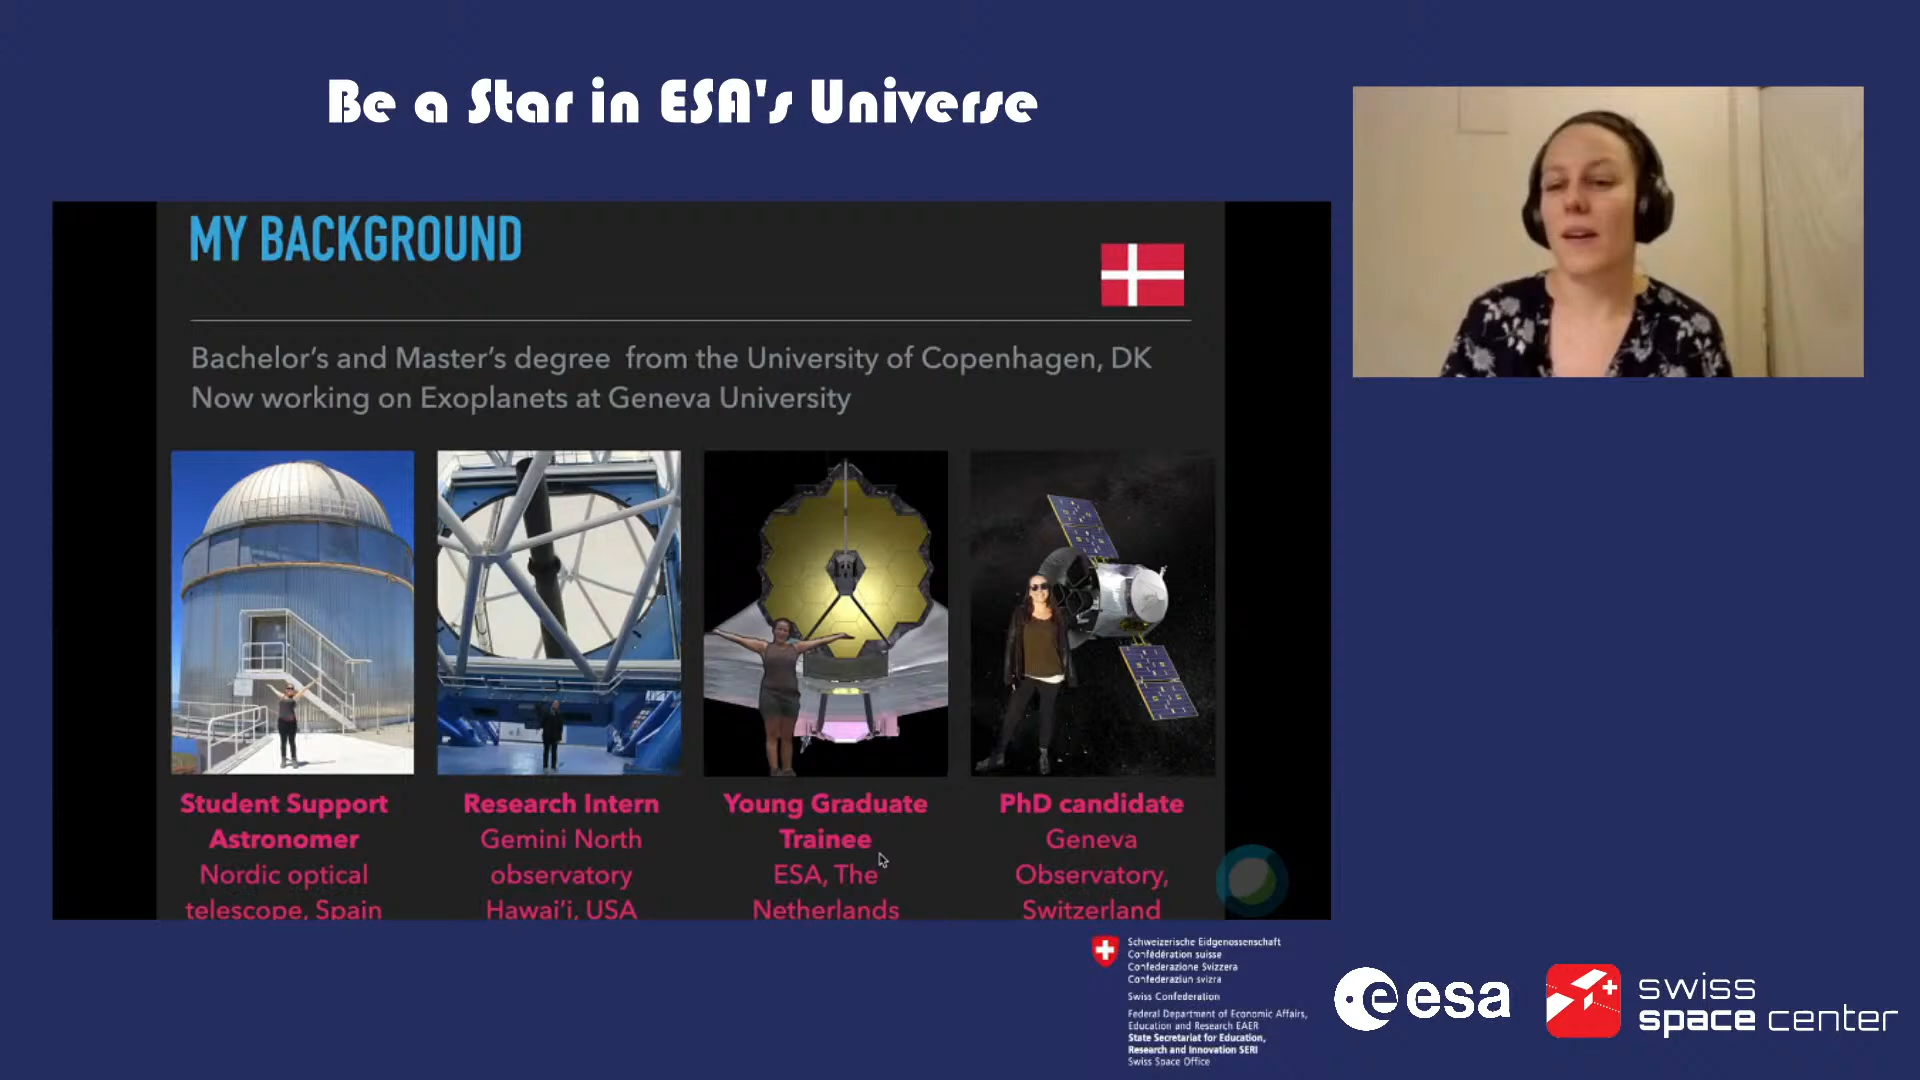 Be a Star in ESA's Universe
MY BACKGROUND
Bachelor's and Master's degree from the University of Copenhagen, DK
Now working on Exoplanets at Geneva University
Student Support
Astronomer
Nordic optical
telescope, Spain
Research Intern
Gemini North
observatory
Hawai'i, USA
Young Graduate
Trainee
ESA, The
Netherlands
PhD candidate
Geneva
Observatory,
Switzerland
Schweizerische Eidgenossenschaft
Confédération suisse
Confederazione Svizzera
Confederaziun svizra
Swiss Confederation
Federal Department of Economic Affairs,
Education and Research EAER
State Secretariat for Education,
Research and Innovation SERI
Swiss Space Office
esa
swiss
space center